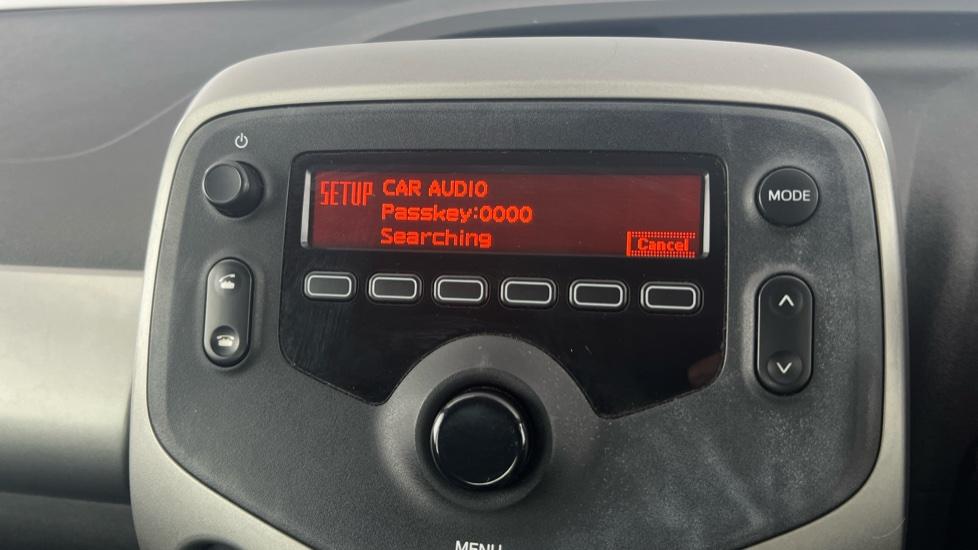 SETUP CAR AUDIO
Passkey:0000
Searching
Cancel
MODE
MENU